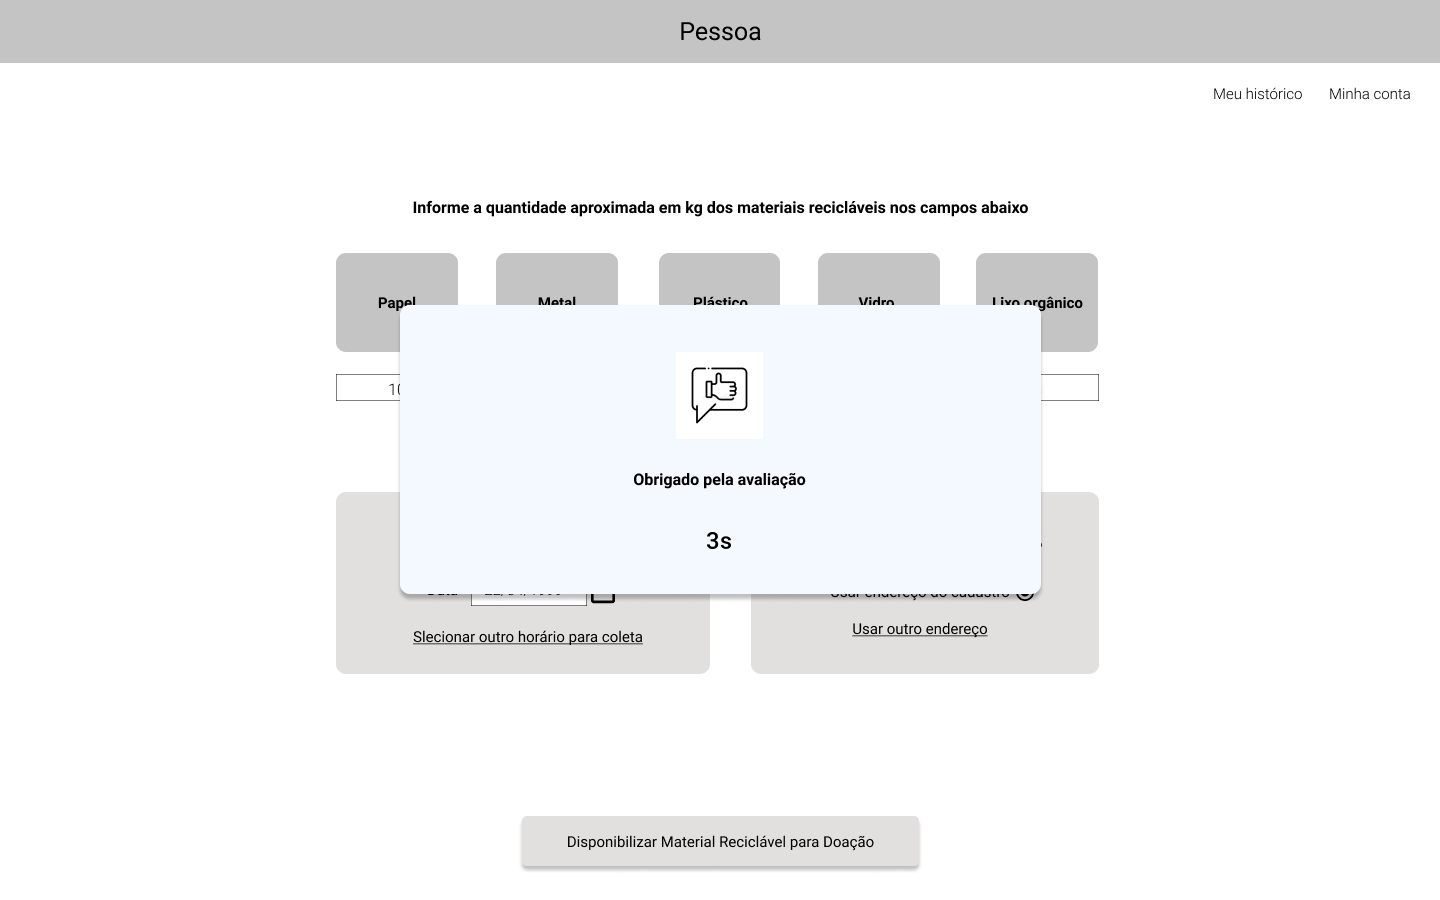 Pessoa
Meu histórico Minha conta
Informe a quantidade aproximada em kg dos materiais recicláveis nos campos abaixo
Papel Metal Plástico Vidro Lixo orgânico
10
Obrigado pela avaliação
3s
Usar endereço do cadastro
Slecionar outro horário para coleta
Usar outro endereço
Disponibilizar Material Reciclável para Doação